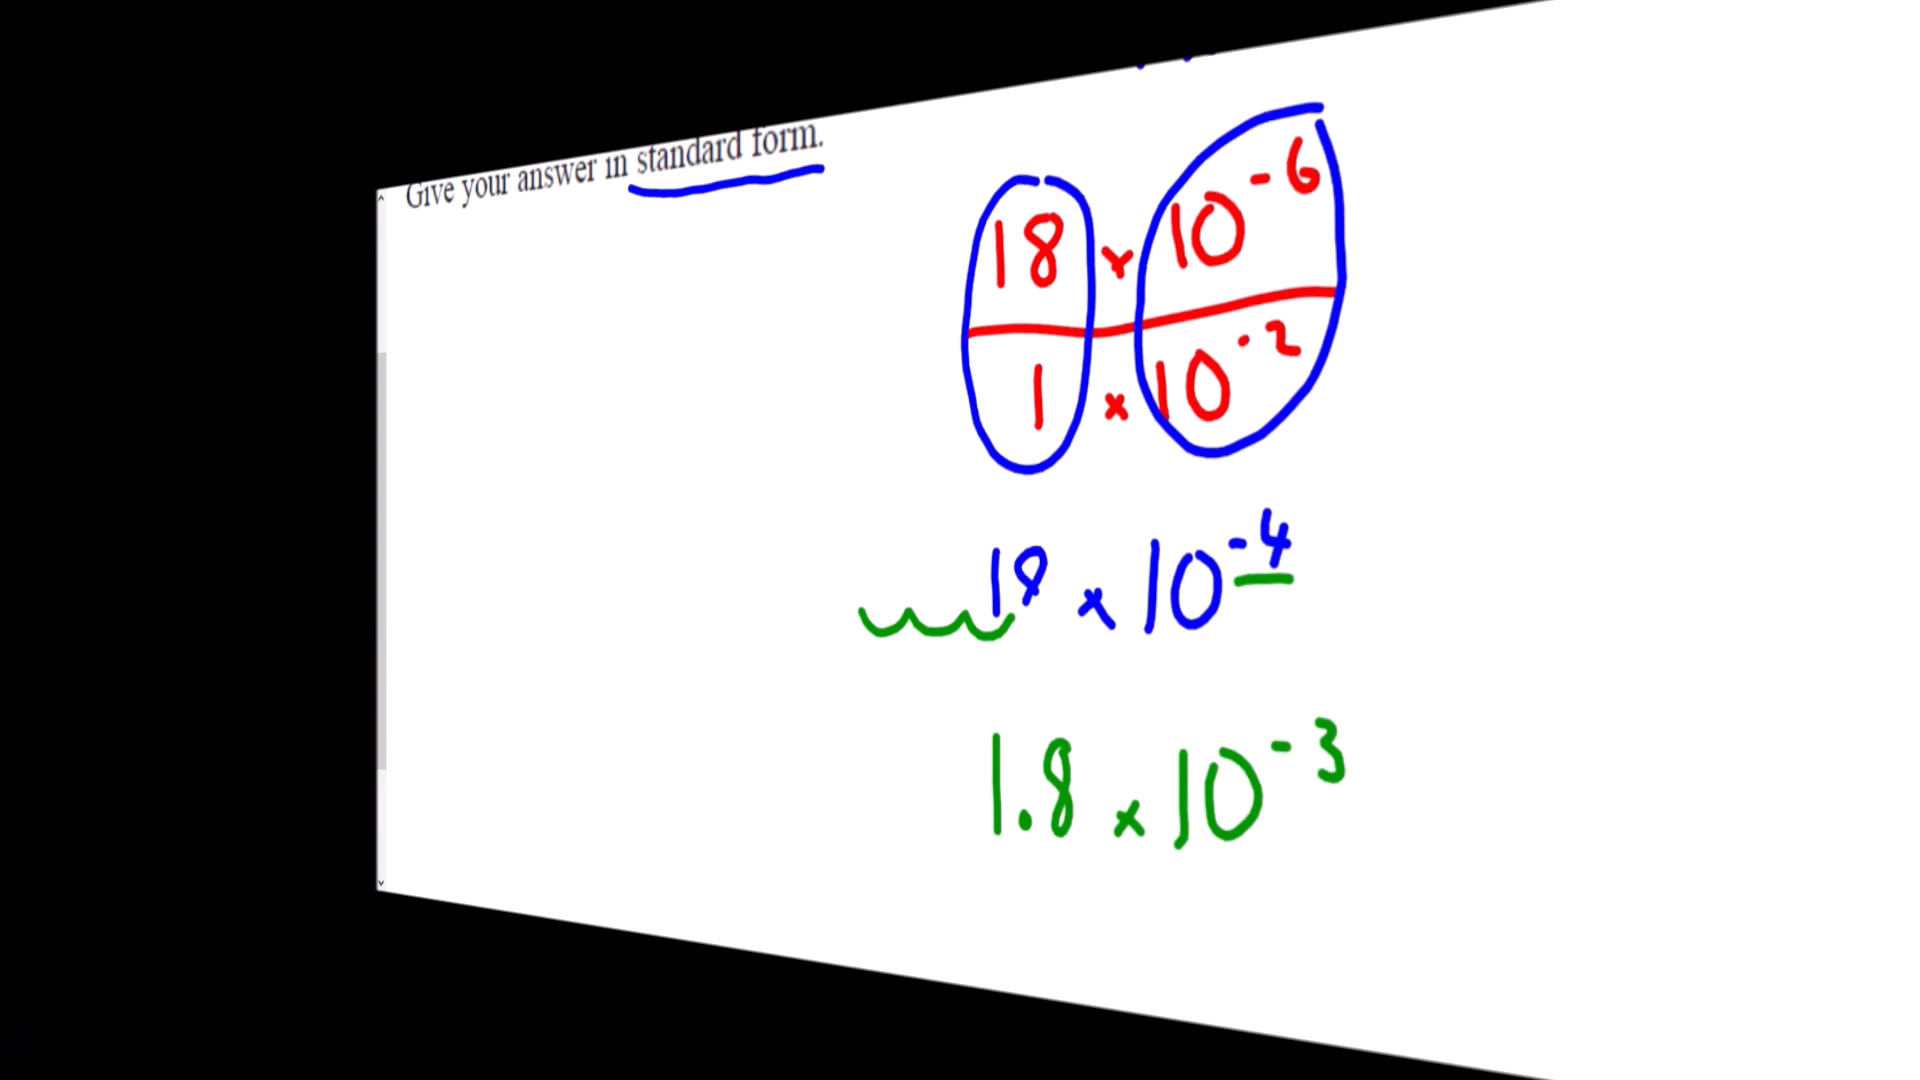 Give your answer in standard form.
18 × 10^-6
1 × 10^-2
18 × 10^-4
1.8 × 10^-3